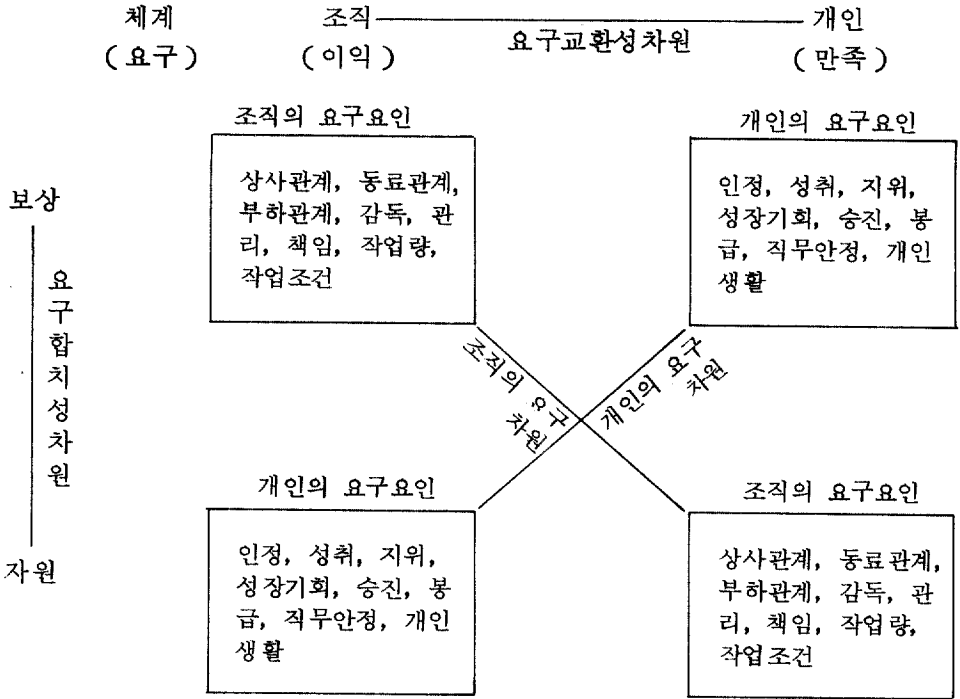 체계 조직 개인
요구교환성차원
(요구) (이익) (만족)
조직의 요구요인
상사관계, 동료관계,
부하관계, 감독, 관
리, 책임, 작업량,
작업조건
개인의 요구요인
인정, 성취, 지위,
성장기회, 승진, 봉
급, 직무안정, 개인
생활
보상
요구합치성차원
자원
조직의 요구
차원
개인의 요구
차원
개인의 요구요인
인정, 성취, 지위,
성장기회, 승진, 봉
급, 직무안정, 개인
생활
조직의 요구요인
상사관계, 동료관계,
부하관계, 감독, 관
리, 책임, 작업량,
작업조건